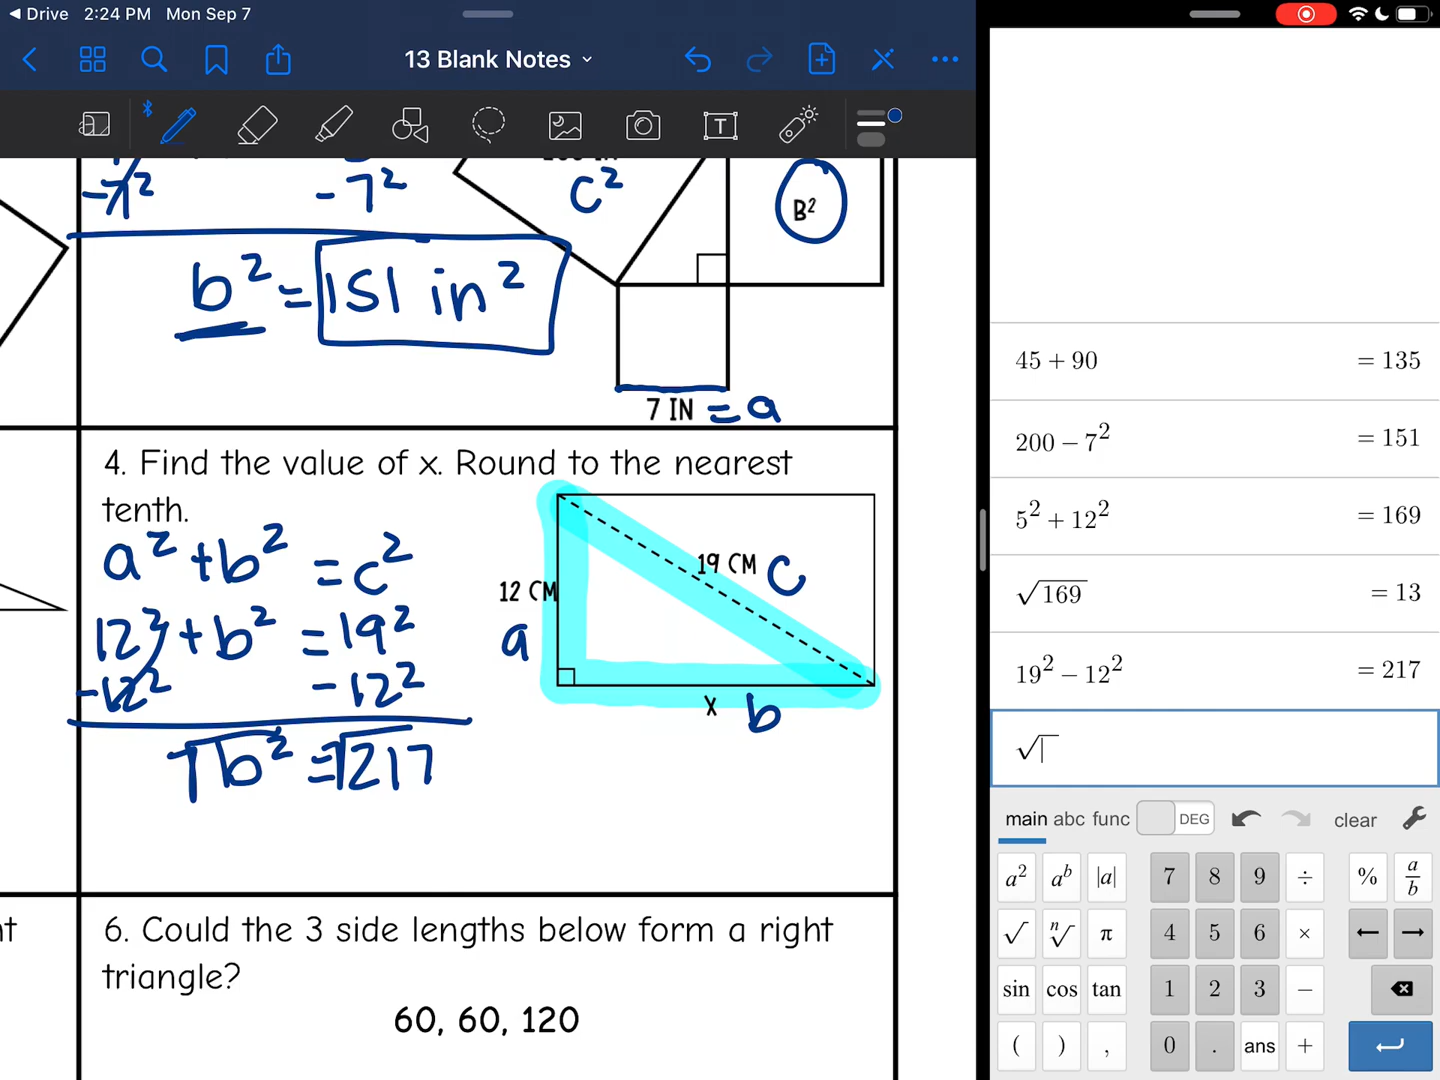 Drive 2:24 PM Mon Sep 7
13 Blank Notes
T
-7² -7²
c²
B²
b² = 151 in²
7 IN = a
4. Find the value of x. Round to the nearest
tenth.
a² + b² = c²
12² + b² = 19²
-12² -12²
√b² = √217
19 CM c
12 CM
a
x b
nt
6. Could the 3 side lengths below form a right
triangle?
60, 60, 120
45 + 90 = 135
200 − 7² = 151
5² + 12² = 169
√169 = 13
19² − 12² = 217
√
main abc func DEG clear
a² aᵇ |a| 7 8 9 ÷ % a/b
√ ⁿ√ π 4 5 6 × ← →
sin cos tan 1 2 3 −
( ) , 0 . ans +